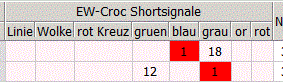 EW-Croc Shortsignale
Linie Wolke rot Kreuz gruen blau grau or rot N
1 18
12 1